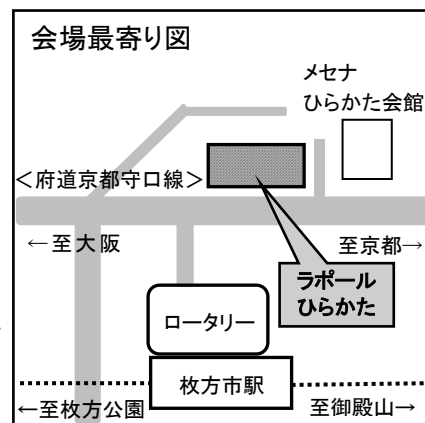 会場最寄り図
メセナ
ひらかた会館
＜府道京都守口線＞
←至大阪
至京都→
ラポール
ひらかた
ロータリー
枚方市駅
←至枚方公園
至御殿山→